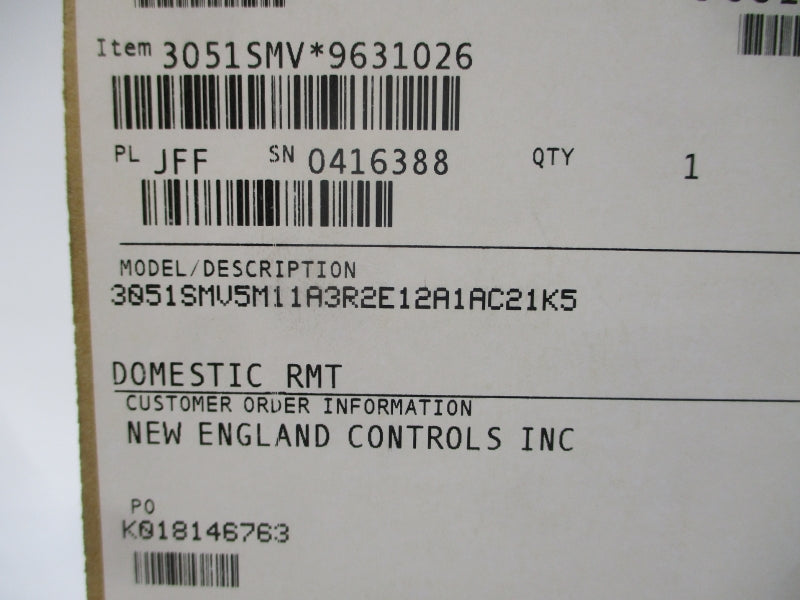 Item 3051SMV*9631026
PL JFF SN 0416388 QTY 1
MODEL/DESCRIPTION
3051SMV5M11A3R2E12A1AC21K5
DOMESTIC RMT
CUSTOMER ORDER INFORMATION
NEW ENGLAND CONTROLS INC
PO
K018146763